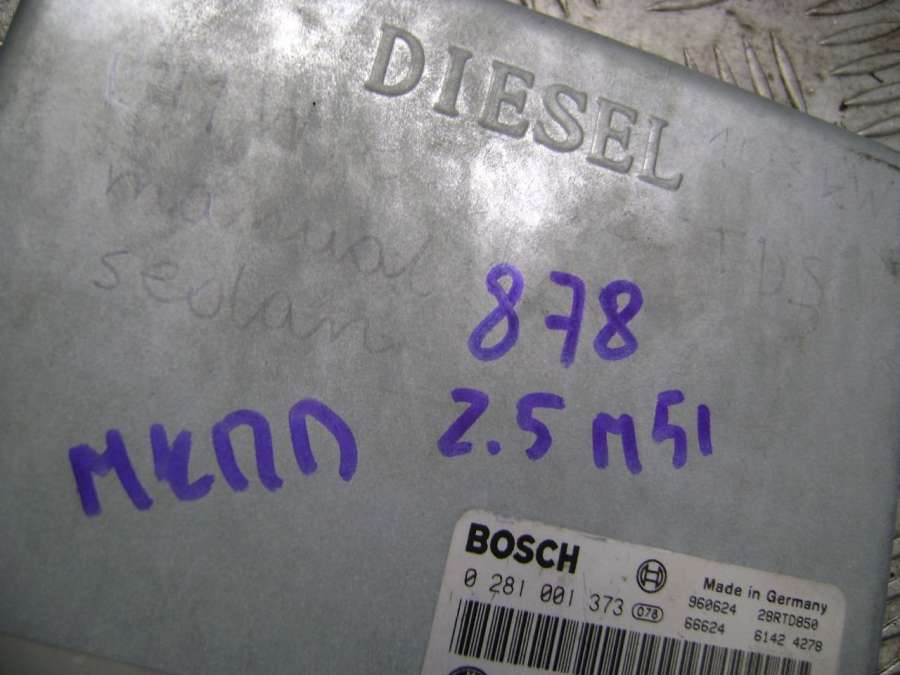 DIESEL
manual
sedan
878
МКПП 2.5 M51
BOSCH
Made in Germany
0 281 001 373 078 960624 28RTD850
66624 6142 4278